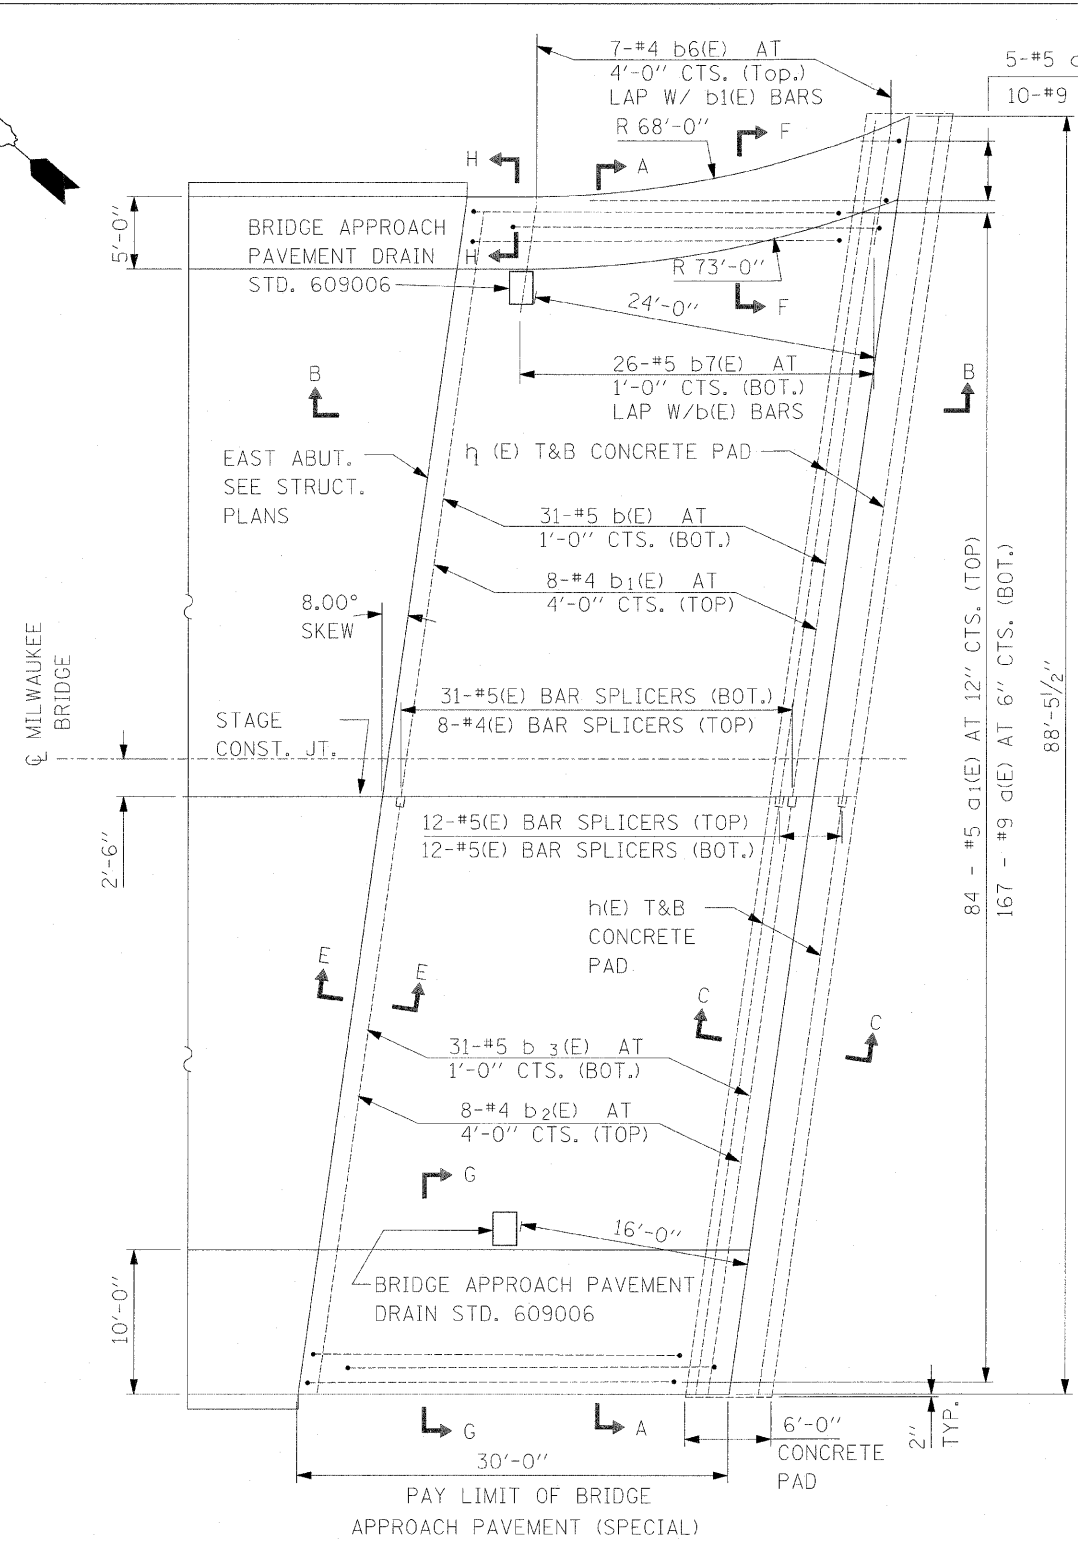 7-#4 b6(E) AT
4'-0" CTS. (Top.)
LAP W/ b1(E) BARS
5-#5
10-#9
R 68'-0"
F
H
A
5'-0"
BRIDGE APPROACH
PAVEMENT DRAIN
STD. 609006
H
R 73'-0"
24'-0"
F
26-#5 b7(E) AT
1'-0" CTS. (BOT.)
LAP W/b(E) BARS
B
B
EAST ABUT.
SEE STRUCT.
PLANS
h1 (E) T&B CONCRETE PAD
31-#5 b(E) AT
1'-0" CTS. (BOT.)
8-#4 b1(E) AT
4'-0" CTS. (TOP)
8.00°
SKEW
℄ MILWAUKEE
BRIDGE
31-#5(E) BAR SPLICERS (BOT.)
8-#4(E) BAR SPLICERS (TOP)
STAGE
CONST. JT.
2'-6"
12-#5(E) BAR SPLICERS (TOP)
12-#5(E) BAR SPLICERS (BOT.)
84 - #5 a1(E) AT 12" CTS. (TOP)
167 - #9 a(E) AT 6" CTS. (BOT.)
88'-5½"
h(E) T&B
CONCRETE
PAD
E
E
C
C
31-#5 b 3(E) AT
1'-0" CTS. (BOT.)
8-#4 b2(E) AT
4'-0" CTS. (TOP)
G
16'-0"
10'-0"
BRIDGE APPROACH PAVEMENT
DRAIN STD. 609006
G
A
6'-0"
CONCRETE
PAD
2"
TYP.
30'-0"
PAY LIMIT OF BRIDGE
APPROACH PAVEMENT (SPECIAL)